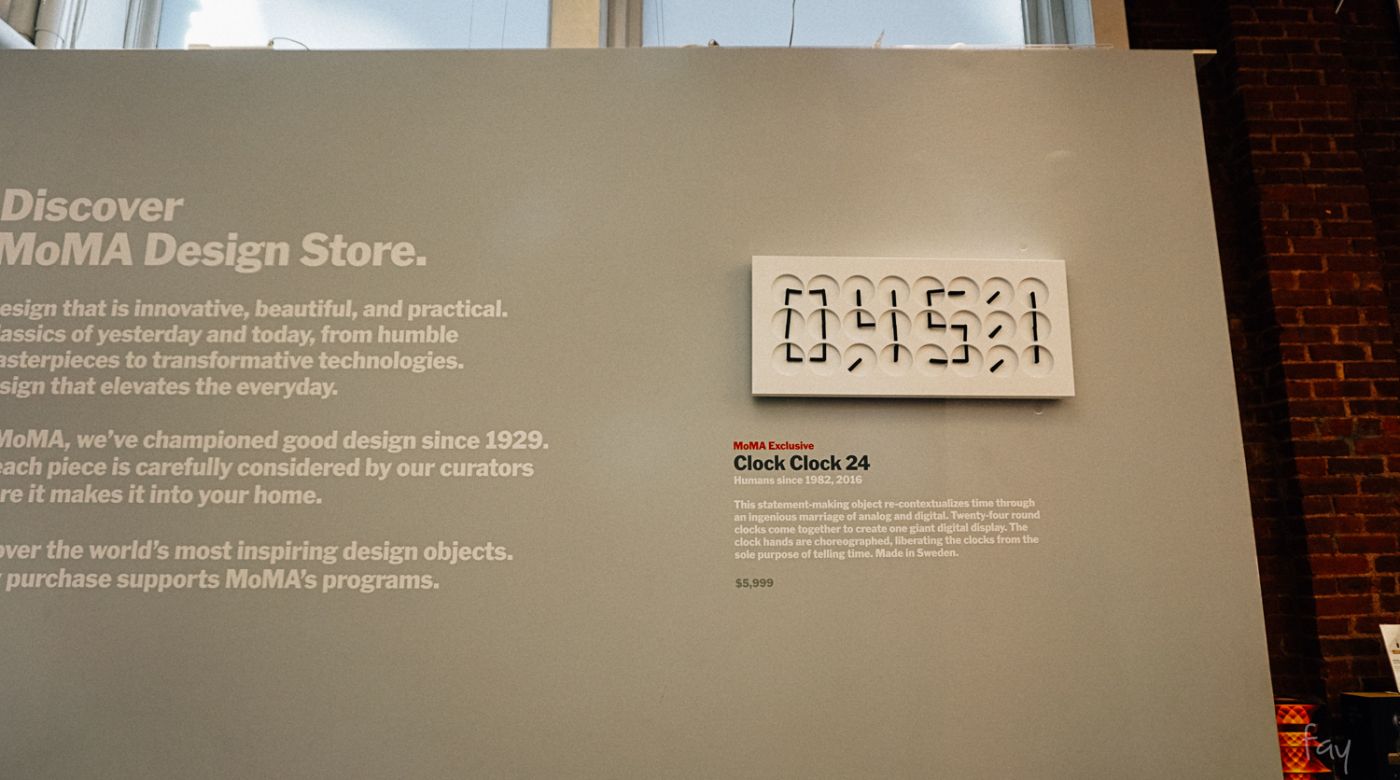 Discover
MoMA Design Store.
esign that is innovative, beautiful, and practical.
assics of yesterday and today, from humble
asterpieces to transformative technologies.
sign that elevates the everyday.
MoMA, we've championed good design since 1929.
each piece is carefully considered by our curators
re it makes it into your home.
over the world's most inspiring design objects.
purchase supports MoMA's programs.
04:51
MoMA Exclusive
Clock Clock 24
Humans since 1982, 2016
This statement-making object re-contextualizes time through
an ingenious marriage of analog and digital. Twenty-four round
clocks come together to create one giant digital display. The
clock hands are choreographed, liberating the clocks from the
sole purpose of telling time. Made in Sweden.
$5,999
fay